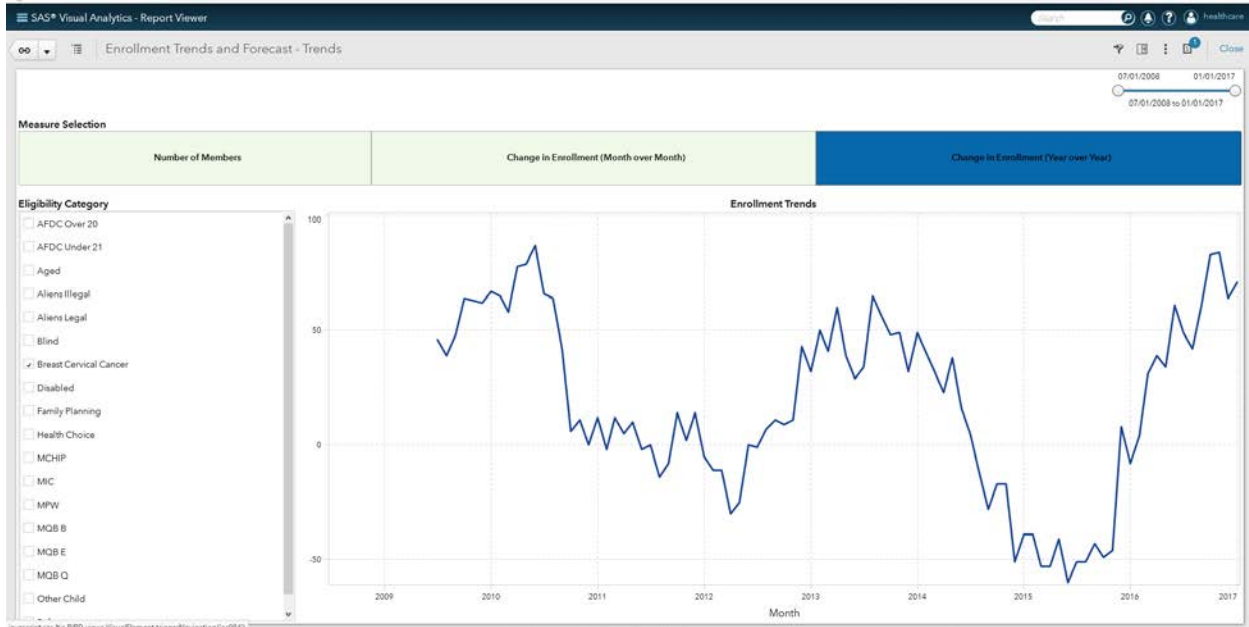 SAS® Visual Analytics - Report Viewer
healthcare
Enrollment Trends and Forecast - Trends
1
Close
07/01/2008 01/01/2017
07/01/2008 to 01/01/2017
Measure Selection
Number of Members
Change in Enrollment (Month over Month)
Change in Enrollment (Year over Year)
Eligibility Category
Enrollment Trends
AFDC Over 20
AFDC Under 21
Aged
Aliens Illegal
Aliens Legal
Blind
Breast Cervical Cancer
Disabled
Family Planning
Health Choice
MCHIP
MIC
MPW
MQB B
MQB E
MQB Q
Other Child
100
50
0
-50
2009 2010 2011 2012 2013 2014 2015 2016 2017
Month